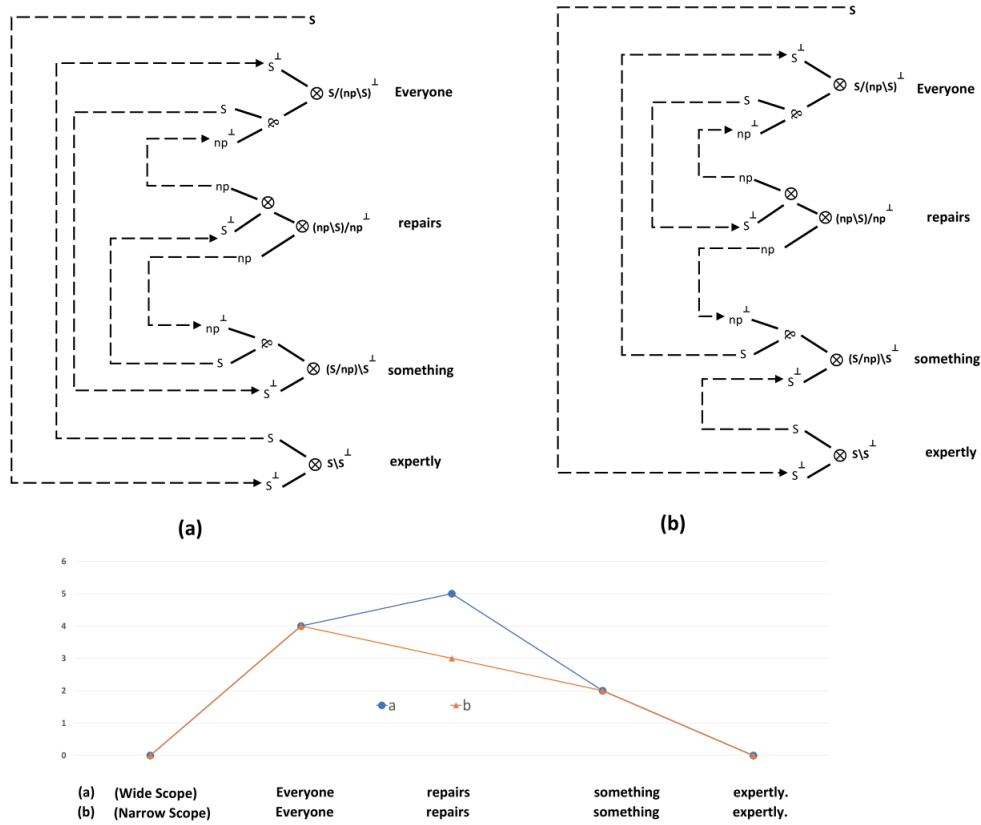 S
S⊥
⊗ S/(np\S)⊥ Everyone
S
⅋
np⊥
np
⊗
S⊥
⊗ (np\S)/np⊥ repairs
np
np⊥
⅋
S
⊗ (S/np)\S⊥ something
S⊥
S
⊗ S\S⊥ expertly
S⊥
(a)
S
S⊥
⊗ S/(np\S)⊥ Everyone
S
⅋
np⊥
np
⊗
S⊥
⊗ (np\S)/np⊥ repairs
np
np⊥
⅋
S
⊗ (S/np)\S⊥ something
S⊥
S
⊗ S\S⊥ expertly
S⊥
(b)
6
5
4
3
2
1
0
a b
(a) (Wide Scope) Everyone repairs something expertly.
(b) (Narrow Scope) Everyone repairs something expertly.